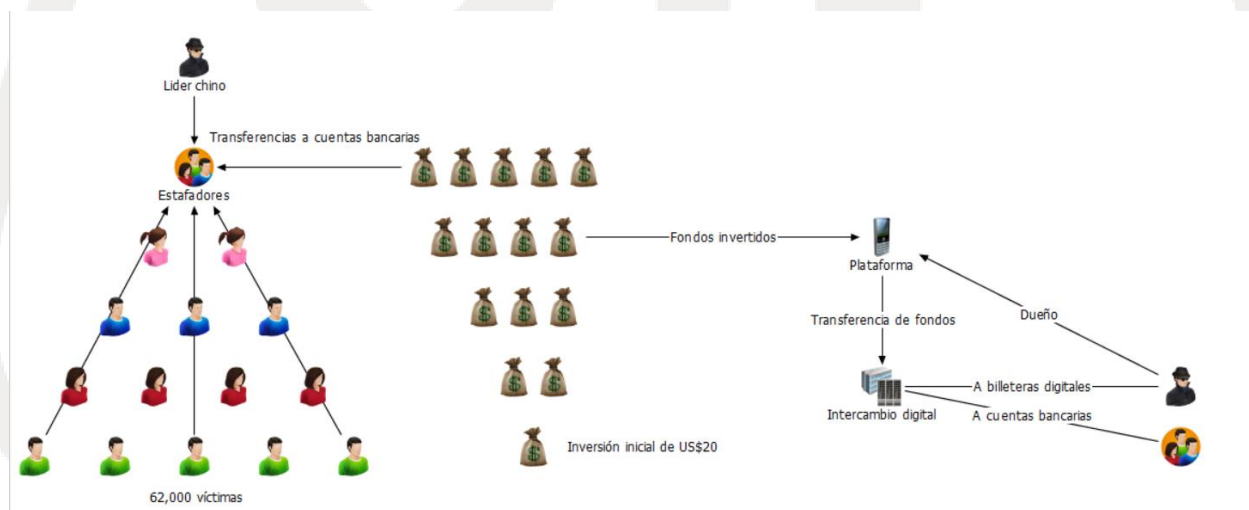 Lider chino
Transferencias a cuentas bancarias
Estafadores
Fondos invertidos
Plataforma
Transferencia de fondos
Dueño
A billeteras digitales
Intercambio digital
A cuentas bancarias
Inversión inicial de US$20
62,000 víctimas